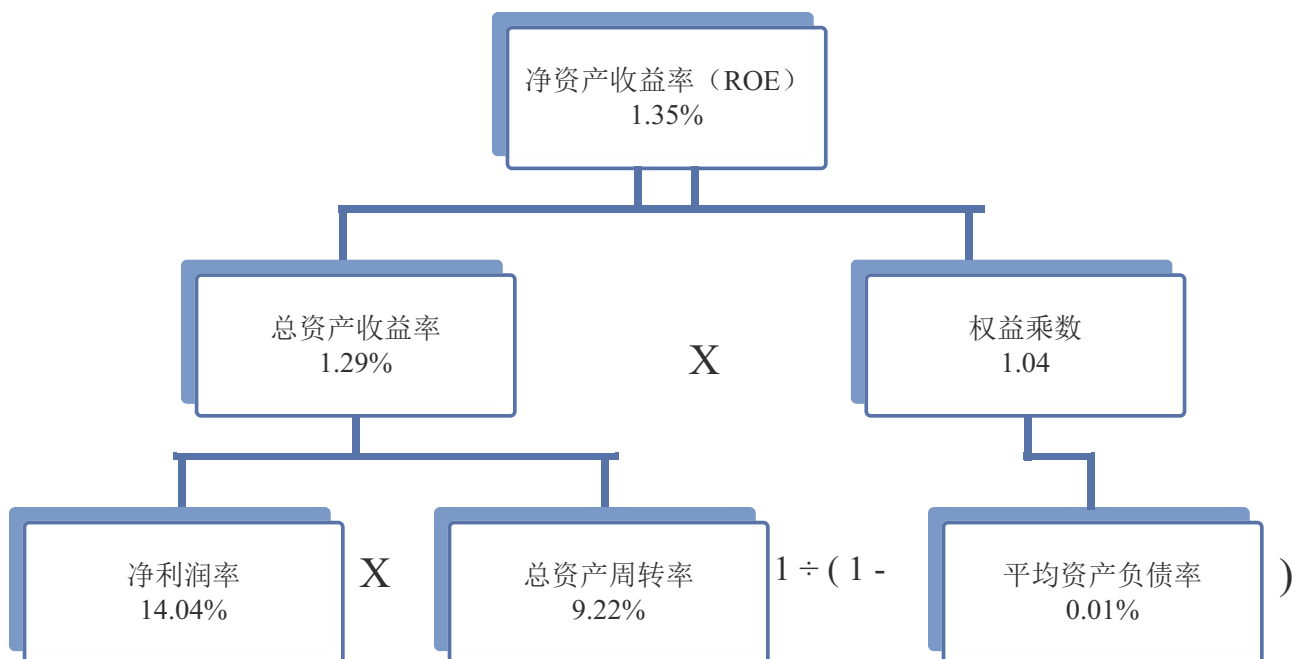 净资产收益率（ROE）
1.35%
总资产收益率
1.29%
X
权益乘数
1.04
净利润率
14.04%
X
总资产周转率
9.22%
1 ÷ ( 1 -
平均资产负债率
0.01%
)